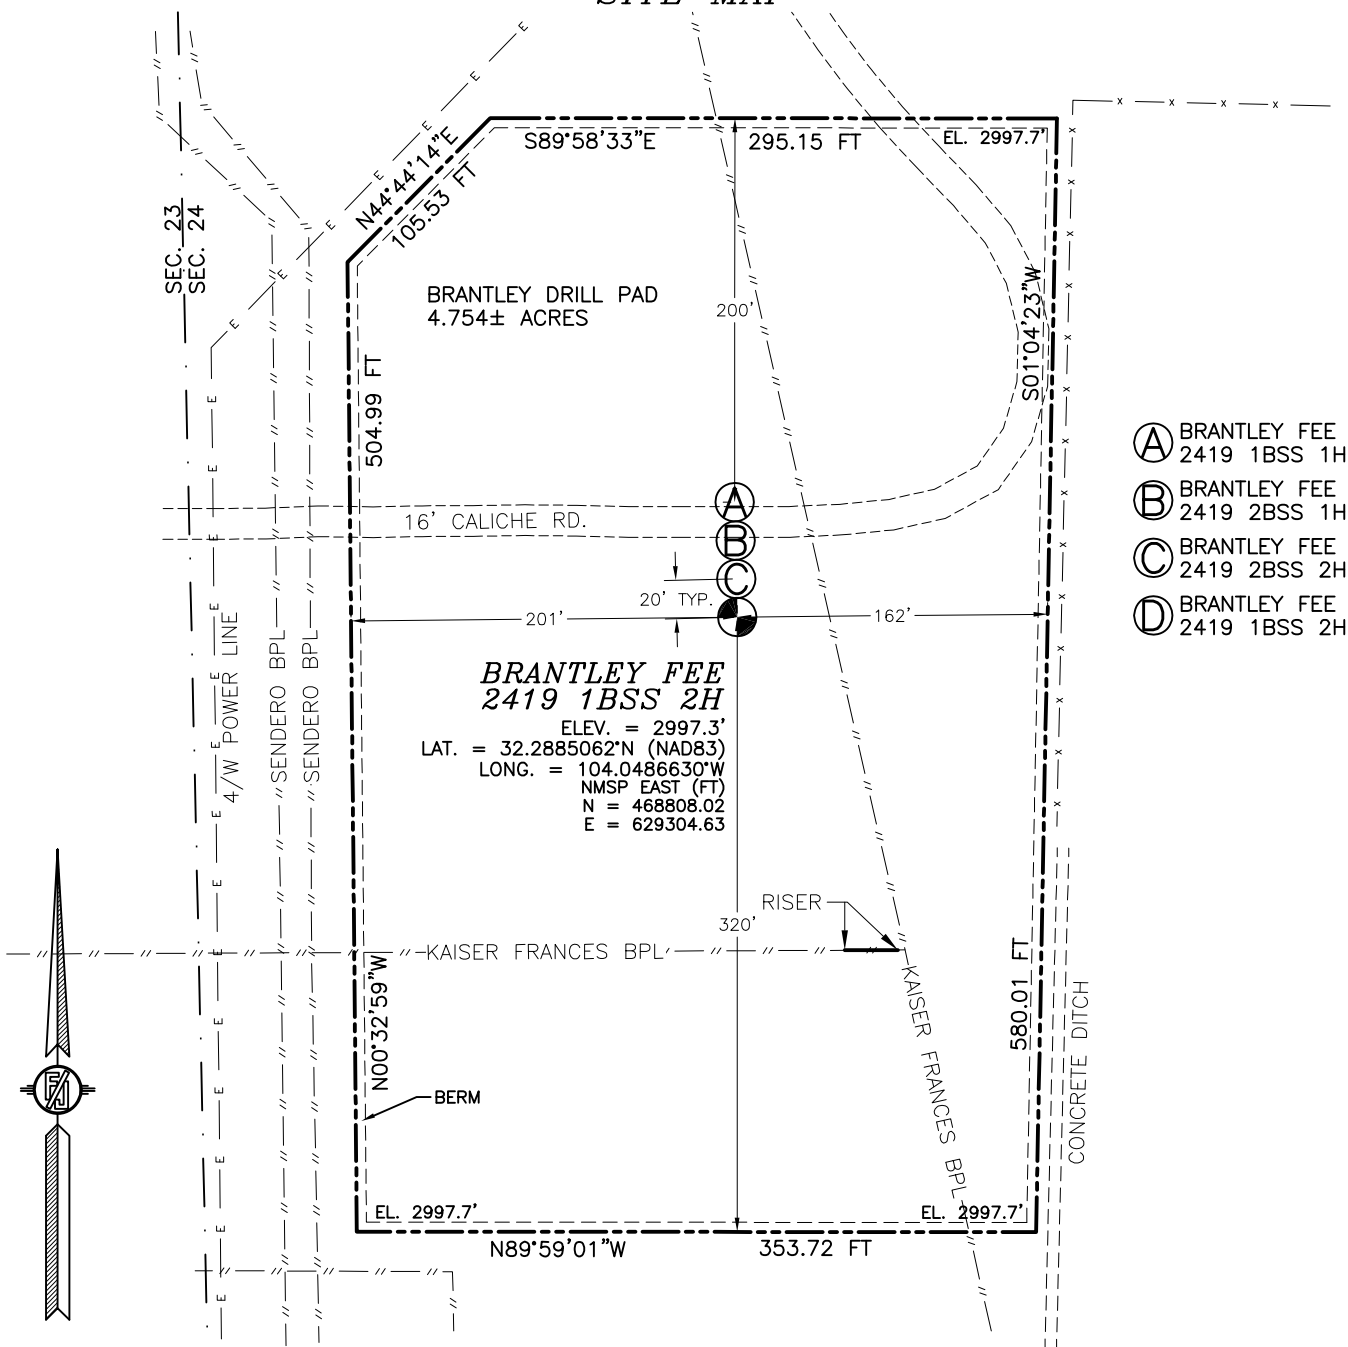 SITE MAP
S89°58'33"E
295.15 FT
EL. 2997.7'
N44°44'14"E
105.53 FT
SEC. 23
SEC. 24
BRANTLEY DRILL PAD
4.754± ACRES
200'
S01°04'23"W
504.99 FT
A BRANTLEY FEE
2419 1BSS 1H
B BRANTLEY FEE
2419 2BSS 1H
C BRANTLEY FEE
2419 2BSS 2H
D BRANTLEY FEE
2419 1BSS 2H
A
16' CALICHE RD.
B
C
20' TYP.
201'
162'
4/W POWER LINE
SENDERO BPL
SENDERO BPL
BRANTLEY FEE
2419 1BSS 2H
ELEV. = 2997.3'
LAT. = 32.2885062°N (NAD83)
LONG. = 104.0486630°W
NMSP EAST (FT)
N = 468808.02
E = 629304.63
RISER
320'
KAISER FRANCES BPL
KAISER FRANCES BPL
580.01 FT
CONCRETE DITCH
N00°32'59"W
BERM
EL. 2997.7'
EL. 2997.7'
N89°59'01"W
353.72 FT